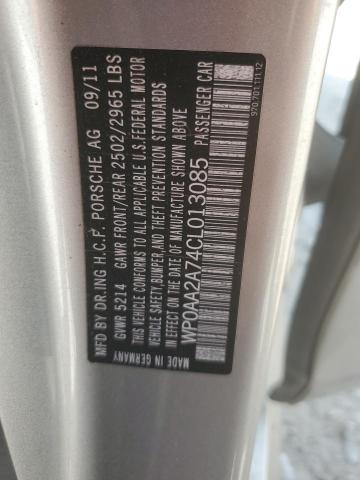 MFD BY DR.ING H.C.F. PORSCHE AG 09/11
GVWR 5214 GAWR FRONT/REAR 2502/2965 LBS
THIS VEHICLE CONFORMS TO ALL APPLICABLE U.S.FEDERAL MOTOR
VEHICLE SAFETY,BUMPER,AND THEFT PREVENTION STANDARDS
IN EFFECT ON THE DATE OF MANUFACTURE SHOWN ABOVE
WP0AA2A74CL013085 PASSENGER CAR
MADE IN GERMANY
970.701.111.12